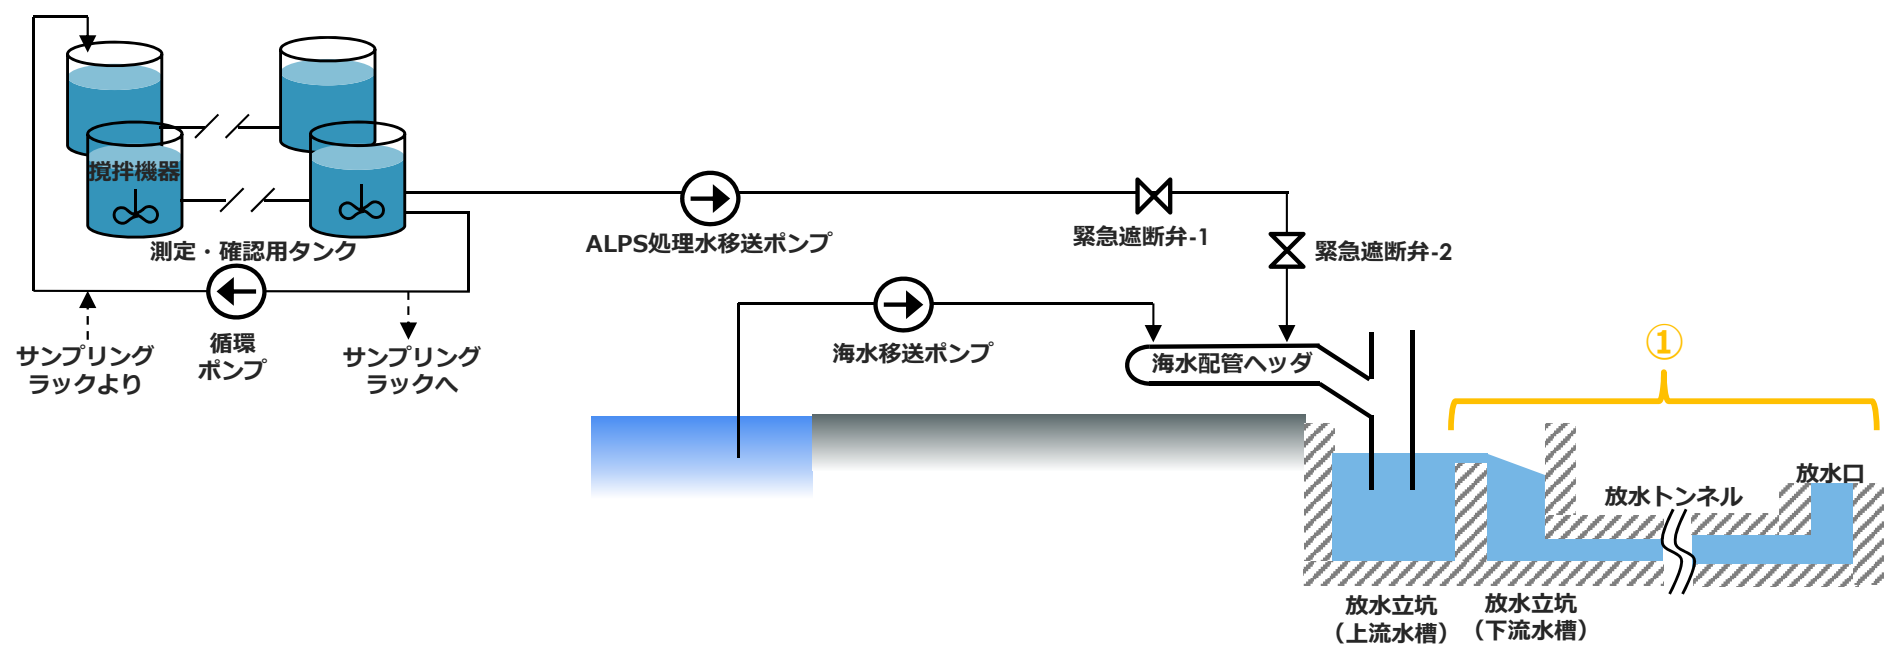 撹拌機器
測定・確認用タンク
循環
ポンプ
サンプリング
ラックより
サンプリング
ラックへ
ALPS処理水移送ポンプ
緊急遮断弁-1
緊急遮断弁-2
海水移送ポンプ
海水配管ヘッダ
①
放水トンネル
放水口
放水立坑
（上流水槽）
放水立坑
（下流水槽）